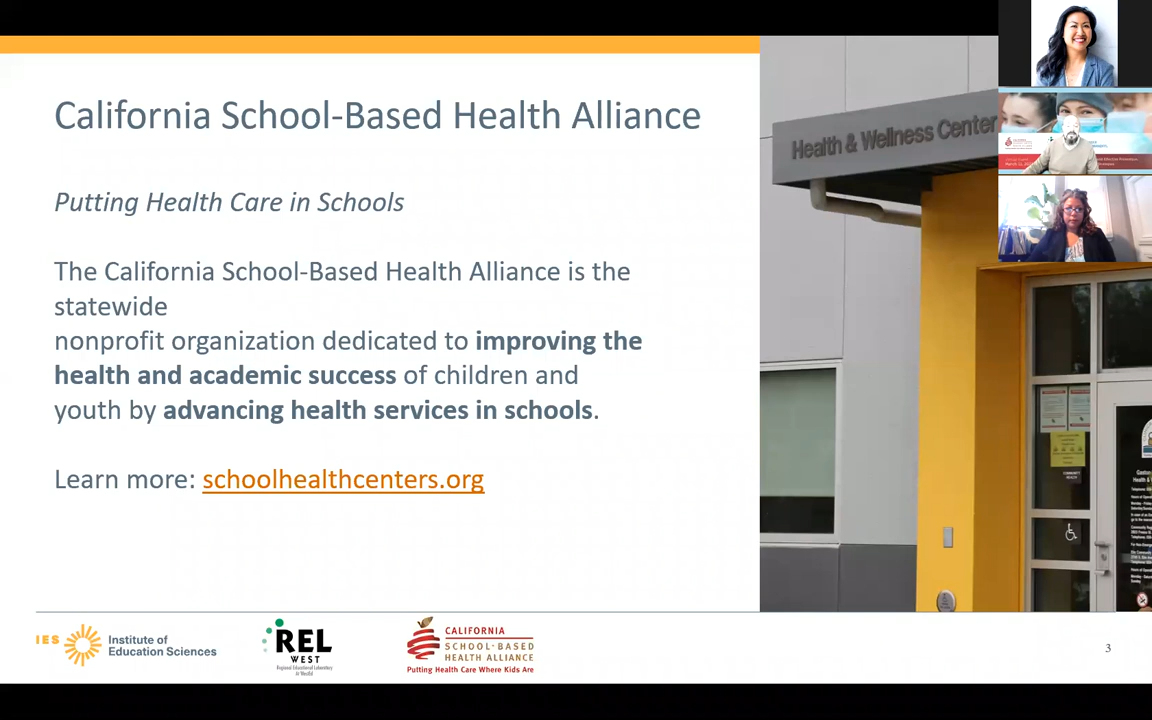 California School-Based Health Alliance
Health & Wellness Center
Putting Health Care in Schools
The California School-Based Health Alliance is the
statewide
nonprofit organization dedicated to improving the
health and academic success of children and
youth by advancing health services in schools.
Learn more: schoolhealthcenters.org
IES Institute of
Education Sciences
REL
WEST
Regional Educational Laboratory
At WestEd
CALIFORNIA
SCHOOL-BASED
HEALTH ALLIANCE
Putting Health Care Where Kids Are
3